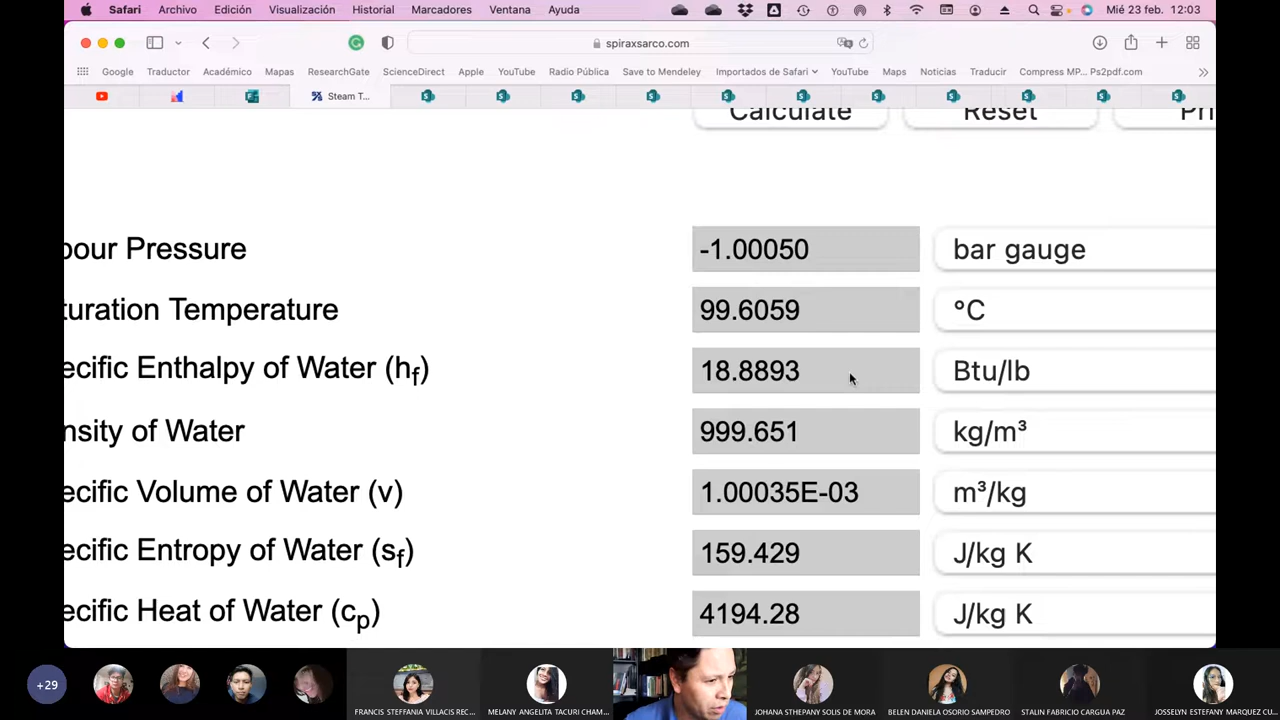 Safari Archivo Edición Visualización Historial Marcadores Ventana Ayuda Mié 23 feb. 12:03
spiraxsarco.com
Google Traductor Académico Mapas ResearchGate ScienceDirect Apple YouTube Radio Pública Save to Mendeley Importados de Safari YouTube Maps Noticias Traducir Compress MP... Ps2pdf.com
Steam T...
Calculate Reset Pri
pour Pressure -1.00050 bar gauge
turation Temperature 99.6059 °C
ecific Enthalpy of Water (hf) 18.8893 Btu/lb
nsity of Water 999.651 kg/m³
ecific Volume of Water (v) 1.00035E-03 m³/kg
ecific Entropy of Water (sf) 159.429 J/kg K
ecific Heat of Water (cp) 4194.28 J/kg K
+29 FRANCIS STEFFANIA VILLACIS REC... MELANY ANGELITA TACURI CHAM... JOHANA STHEPANY SOLIS DE MORA BELEN DANIELA OSORIO SAMPEDRO STALIN FABRICIO CARGUA PAZ JOSSELYN ESTEFANY MARQUEZ CU...